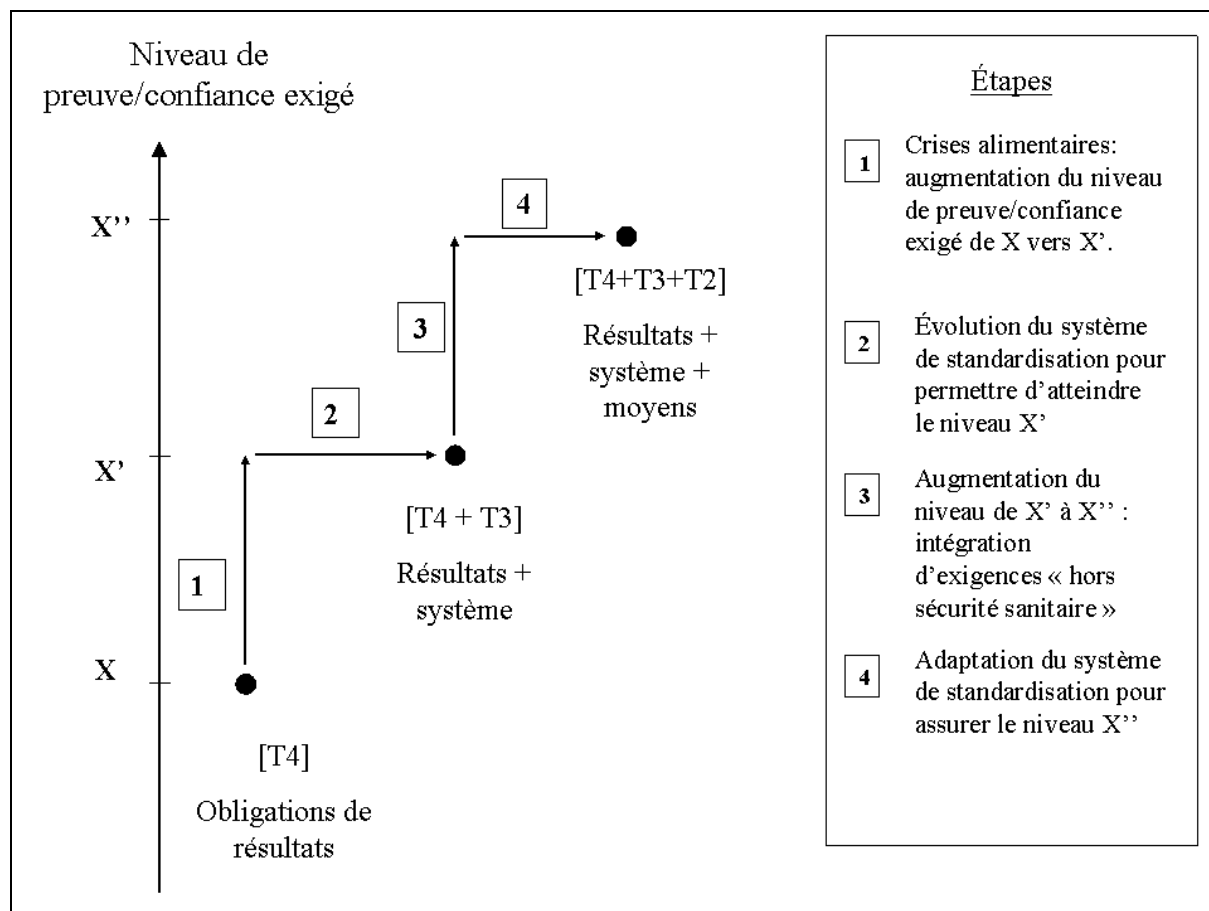 Niveau de
preuve/confiance exigé
X’’
4
[T4+T3+T2]
3
Résultats +
système +
moyens
2
X’
[T4 + T3]
Résultats +
système
1
X
[T4]
Obligations de
résultats
Étapes
1
Crises alimentaires:
augmentation du niveau
de preuve/confiance
exigé de X vers X’.
2
Évolution du système
de standardisation pour
permettre d’atteindre
le niveau X’
3
Augmentation du
niveau de X’ à X’’ :
intégration
d’exigences « hors
sécurité sanitaire »
4
Adaptation du système
de standardisation pour
assurer le niveau X’’